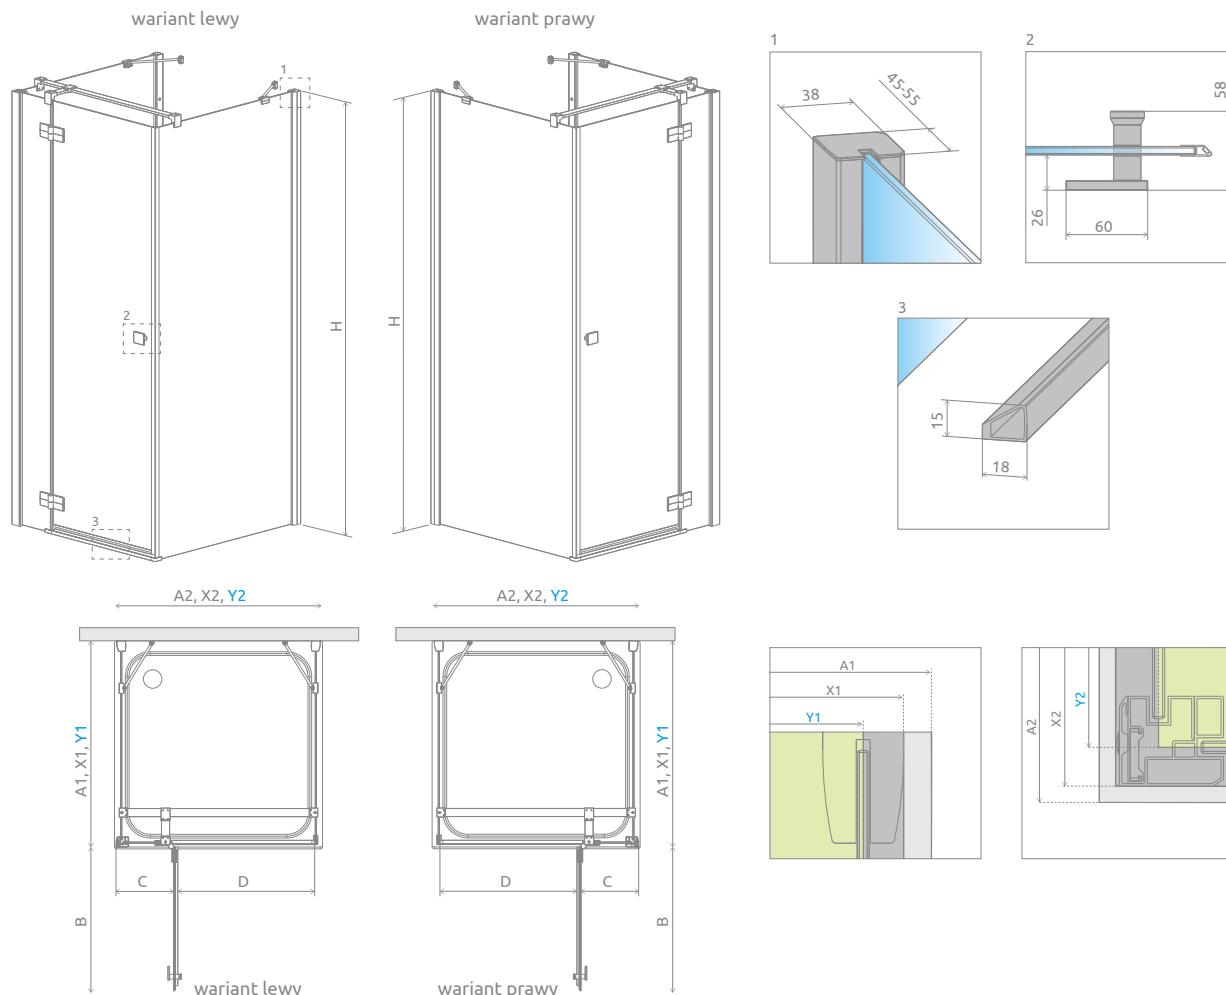 wariant lewy
wariant prawy
1
H
2
3
H
1
38
45-55
2
58
26
60
3
15
18
A2, X2, Y2
A1, X1, Y1
C
D
B
wariant lewy
A2, X2, Y2
A1, X1, Y1
D
C
B
wariant prawy
A1
X1
Y1
A2
X2
Y2